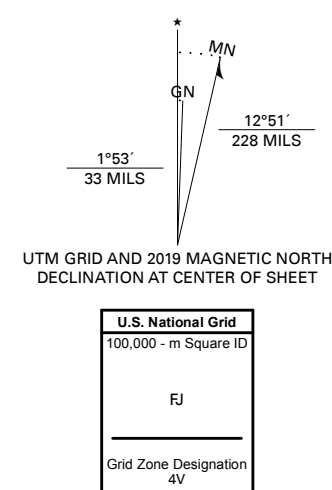 ★
MN
GN
12°51´
228 MILS
1°53´
33 MILS
UTM GRID AND 2019 MAGNETIC NORTH
DECLINATION AT CENTER OF SHEET
U.S. National Grid
100,000 - m Square ID
FJ
Grid Zone Designation
4V